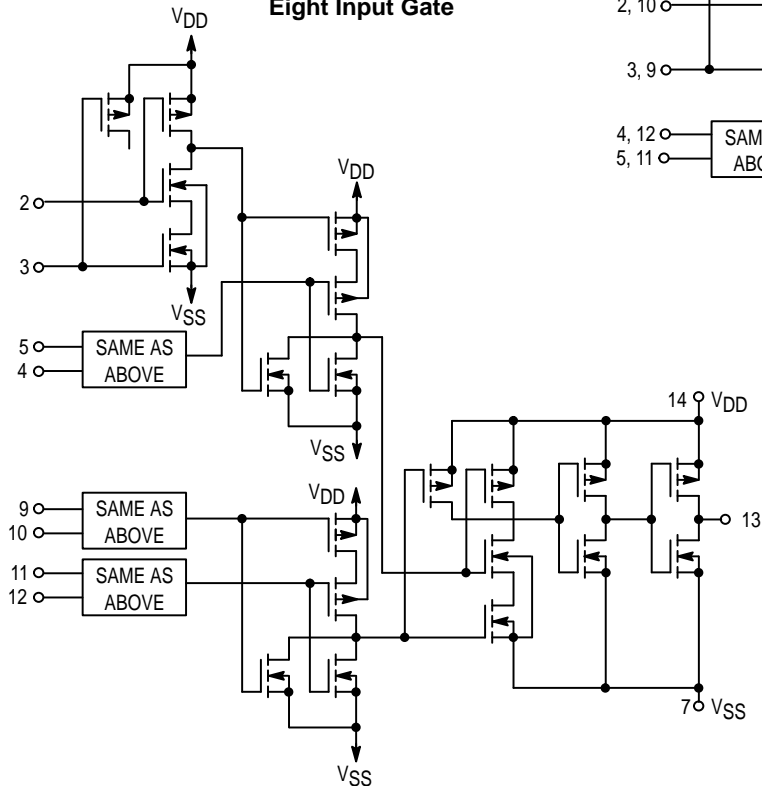 Eight Input Gate
VDD
2, 10
3, 9
4, 12
5, 11
SAM
ABO
2
3
VDD
VSS
5
4
SAME AS
ABOVE
VSS
14 VDD
9
10
SAME AS
ABOVE
VDD
13
11
12
SAME AS
ABOVE
7 VSS
VSS